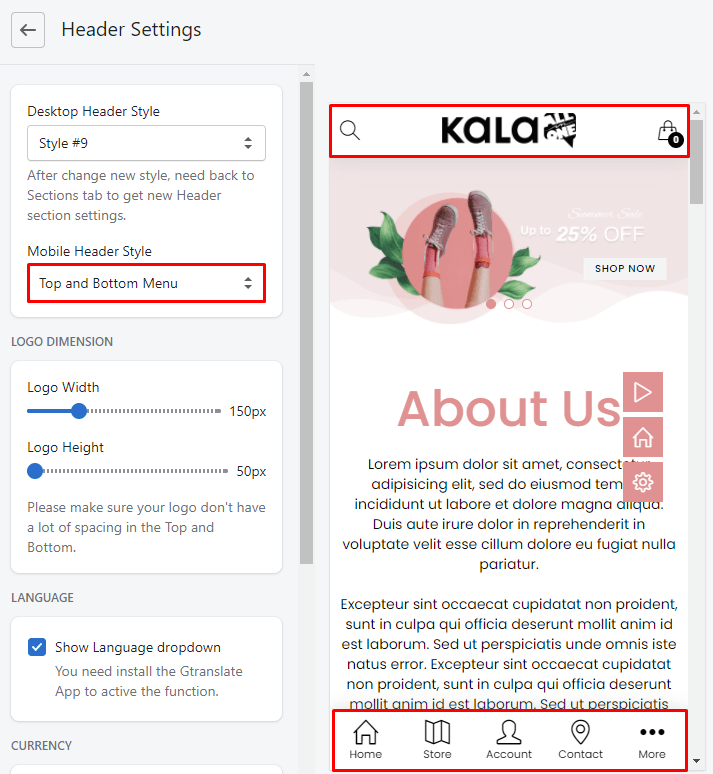 Header Settings
Desktop Header Style
Style #9
After change new style, need back to
Sections tab to get new Header
section settings.
Mobile Header Style
Top and Bottom Menu
LOGO DIMENSION
Logo Width
150px
Logo Height
50px
Please make sure your logo don't have
a lot of spacing in the Top and
Bottom.
LANGUAGE
Show Language dropdown
You need install the Gtranslate
App to active the function.
CURRENCY
KALA
0
Summer Sale
Up to 25% OFF
SHOP NOW
About Us
Lorem ipsum dolor sit amet, consectetur
adipisicing elit, sed do eiusmod
incididunt ut labore et dolore magna aliqua.
Duis aute irure dolor in reprehenderit in
voluptate velit esse cillum dolore eu fugiat nulla
pariatur.
Excepteur sint occaecat cupidatat non proident,
sunt in culpa qui officia deserunt mollit anim id
est laborum. Sed ut perspiciatis unde omnis iste
natus error. Excepteur sint occaecat cupidatat
non proident, sunt in culpa qui officia deserunt
mollit anim id est laborum. Sed ut perspiciatis
Home
Store
Account
Contact
More